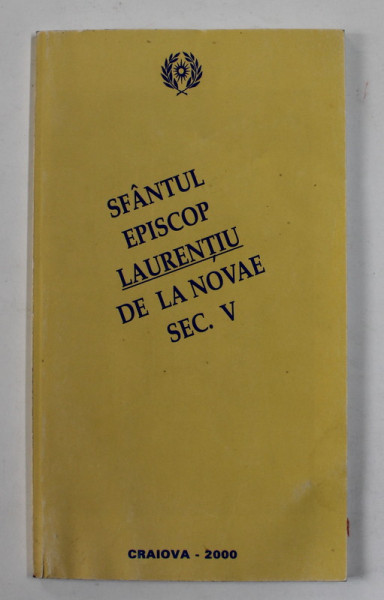 SFÂNTUL
EPISCOP
LAURENȚIU
DE LA NOVAE
SEC. V
CRAIOVA - 2000